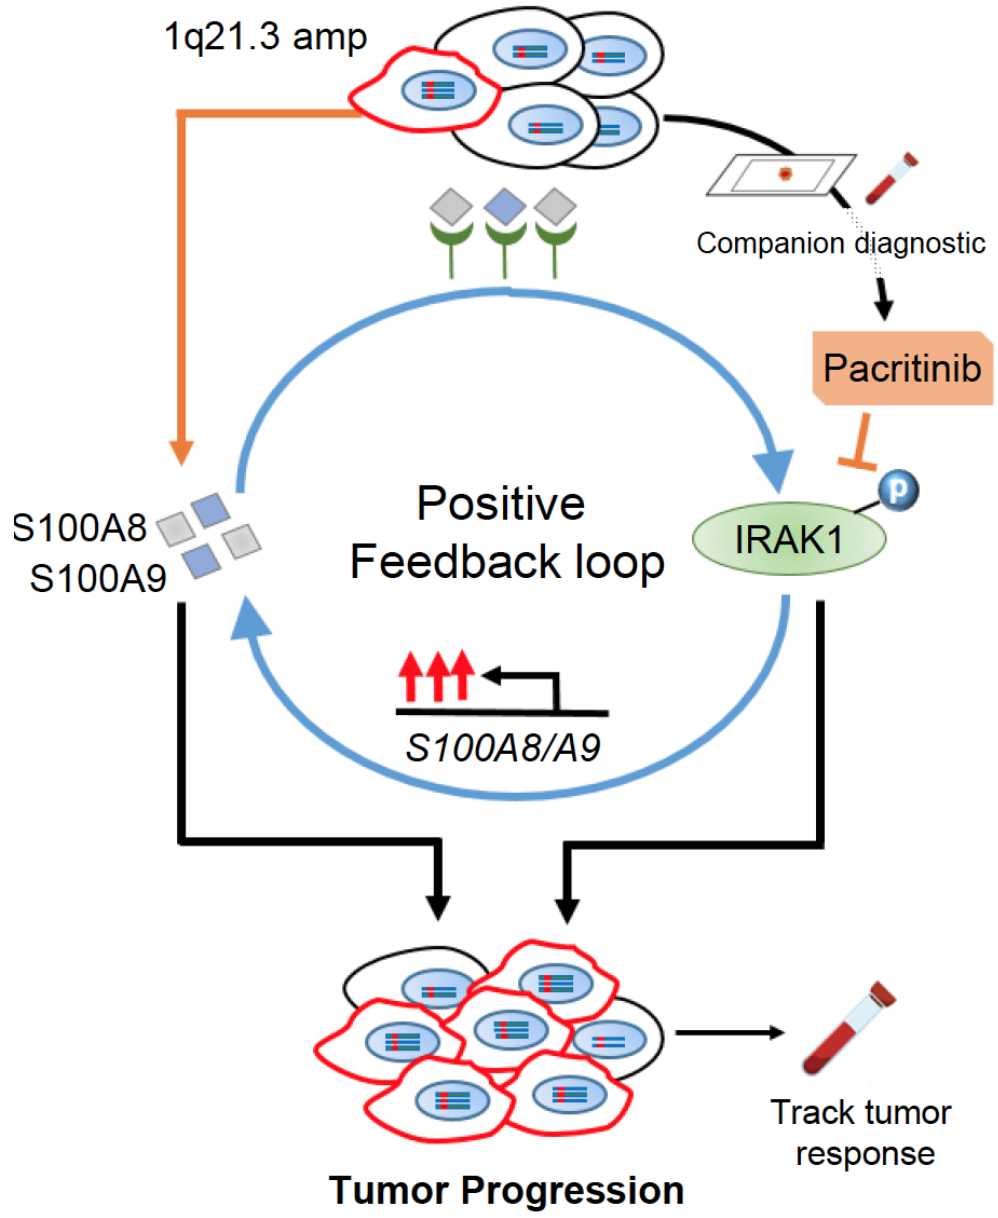 1q21.3 amp
Companion diagnostic
Pacritinib
p
IRAK1
Positive
Feedback loop
S100A8
S100A9
S100A8/A9
Track tumor
response
Tumor Progression